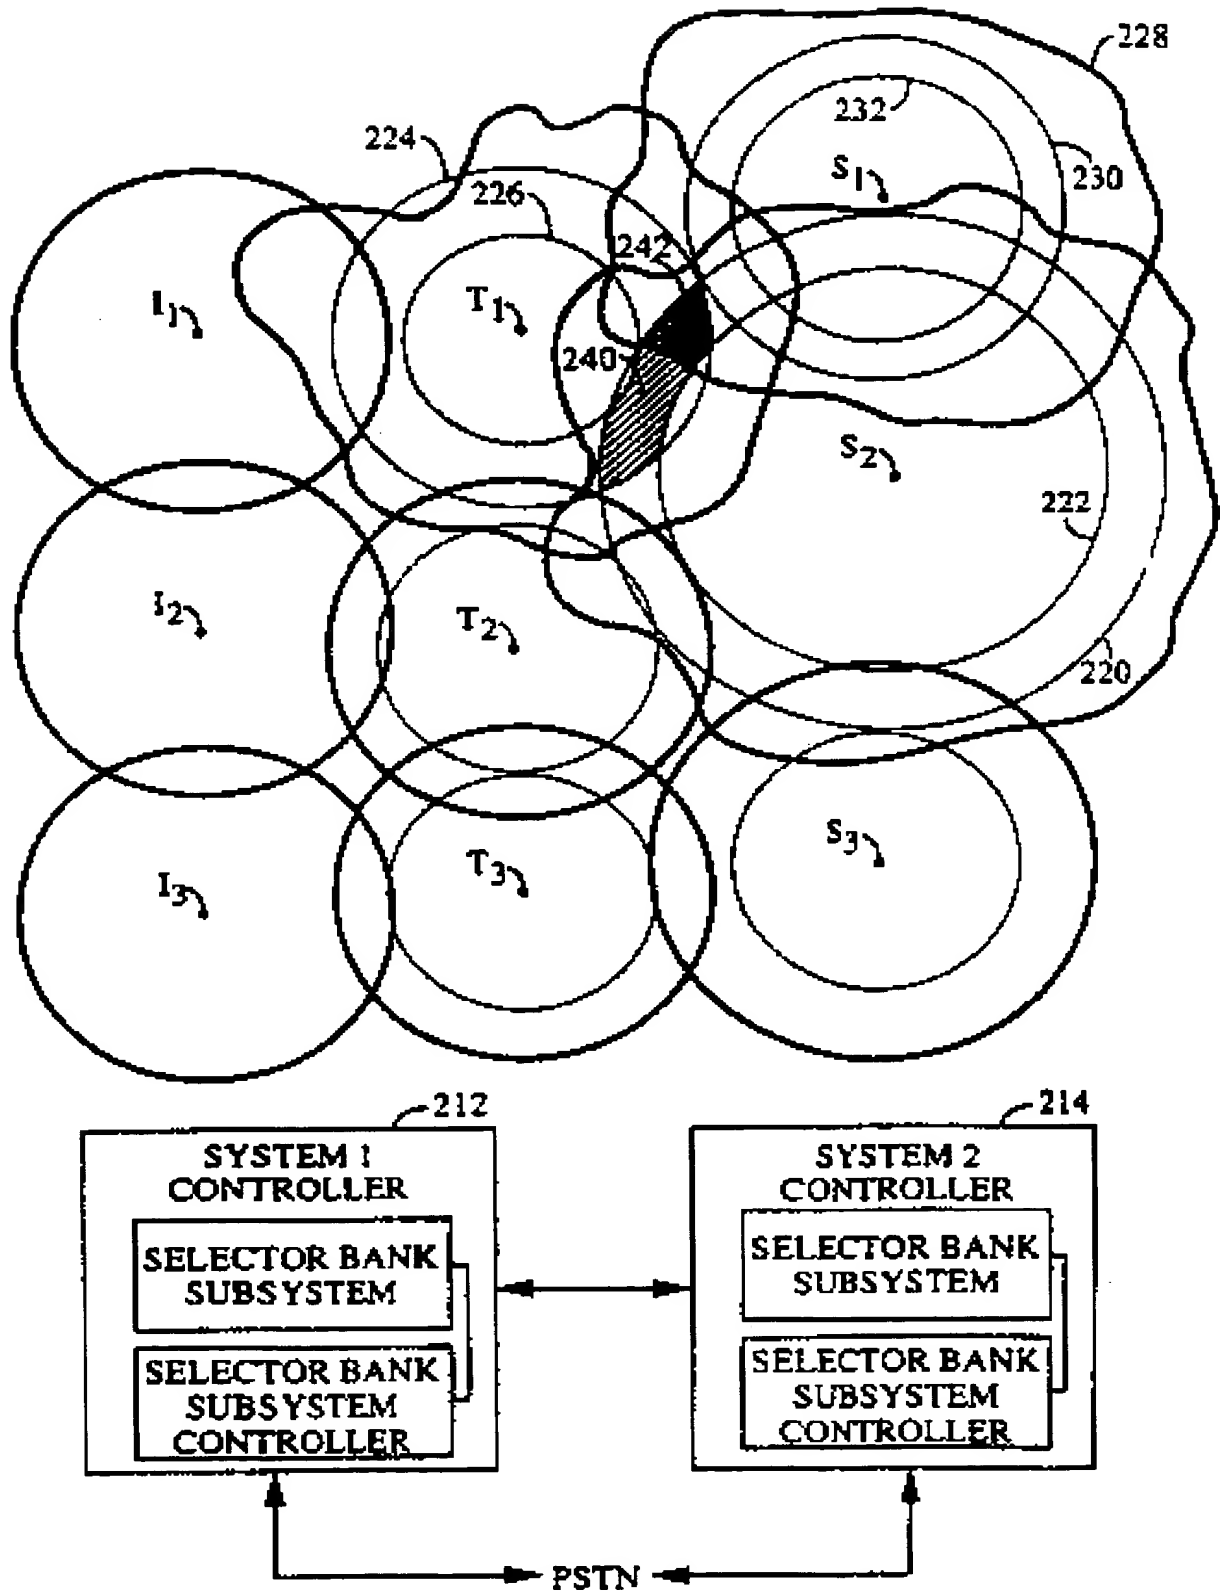 228
232
224
S1
230
226
242
I1
T1
240
S2
222
I2
T2
220
S3
T3
I3
212
214
SYSTEM 1
CONTROLLER
SELECTOR BANK
SUBSYSTEM
SELECTOR BANK
SUBSYSTEM
CONTROLLER
SYSTEM 2
CONTROLLER
SELECTOR BANK
SUBSYSTEM
SELECTOR BANK
SUBSYSTEM
CONTROLLER
PSTN